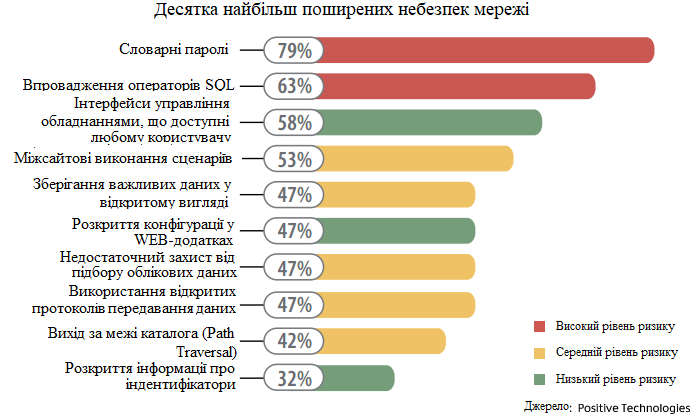 Десятка найбільш поширених небезпек мережі
Словарні паролі
79%
Впровадження операторів SQL
63%
Інтерфейси управління
обладнаннями, що доступні
любому користувачу
58%
Міжсайтові виконання сценаріїв
53%
Зберігання важливих даних у
відкритому вигляді
47%
Розкриття конфігурації у
WEB-додатках
47%
Недостаточний захист від
підбору облікових даних
47%
Використання відкритих
протоколів передавання даних
47%
Вихід за межі каталога (Path
Traversal)
42%
Розкриття інформації про
індентифікатори
32%
Високий рівень ризику
Середній рівень ризику
Низький рівень ризику
Джерело: Positive Technologies